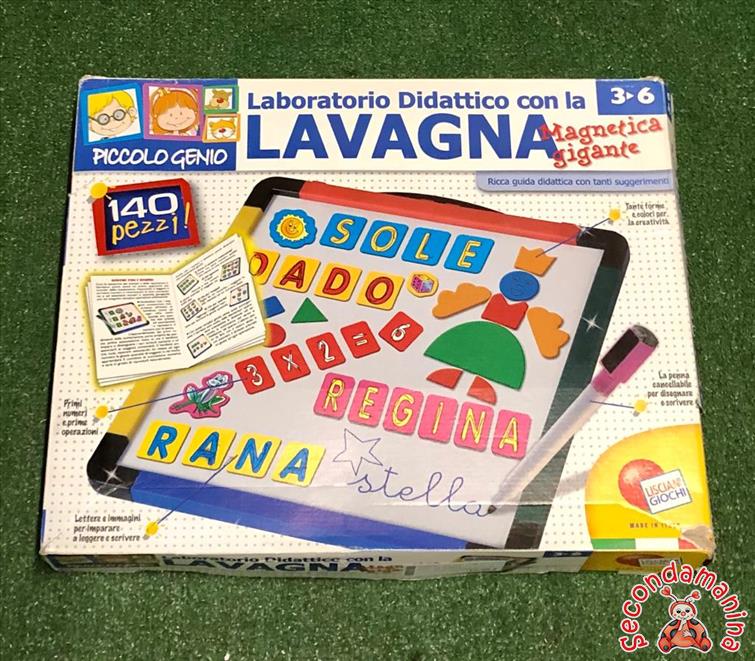 PICCOLO GENIO
Laboratorio Didattico con la
LAVAGNA
Magnetica
gigante
3 6
Ricca guida didattica con tanti suggerimenti
140
pezzi!
Tante forme
e colori per
la creatività
SOLE
DADO
3X2=6
REGINA
RANA
stella
Primi
numeri
e prime
operazioni
La penna
cancellabile
per disegnare
e scrivere
Lettere e immagini
per imparare
a leggere e scrivere
LISCIANI
GIOCHI
MADE IN ITALY
Laboratorio Didattico con la
LAVAGNA
3 6
secondamanina